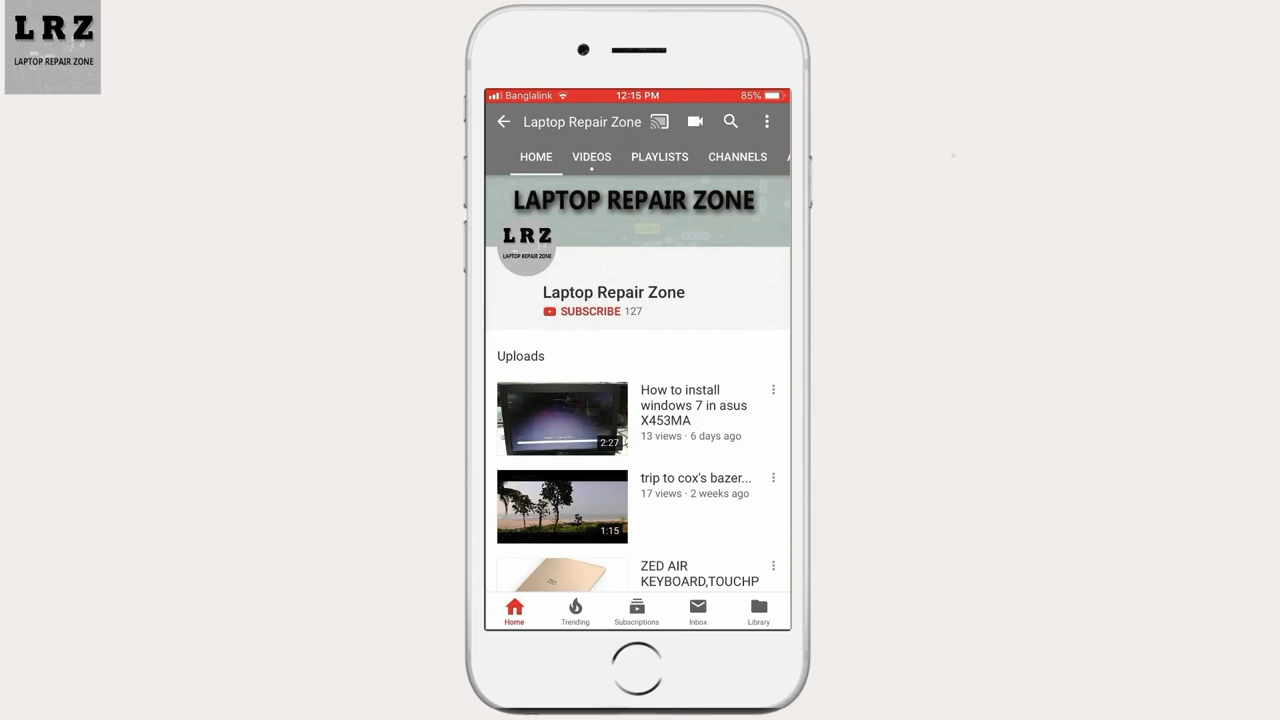 L R Z
LAPTOP REPAIR ZONE
Banglalink 12:15 PM 85%
Laptop Repair Zone
HOME VIDEOS PLAYLISTS CHANNELS
LAPTOP REPAIR ZONE
L R Z
LAPTOP REPAIR ZONE
Laptop Repair Zone
SUBSCRIBE 127
Uploads
How to install
windows 7 in asus
X453MA
13 views · 6 days ago
2:27
trip to cox's bazer...
17 views · 2 weeks ago
1:15
ZED AIR
KEYBOARD,TOUCHP
Home Trending Subscriptions Inbox Library